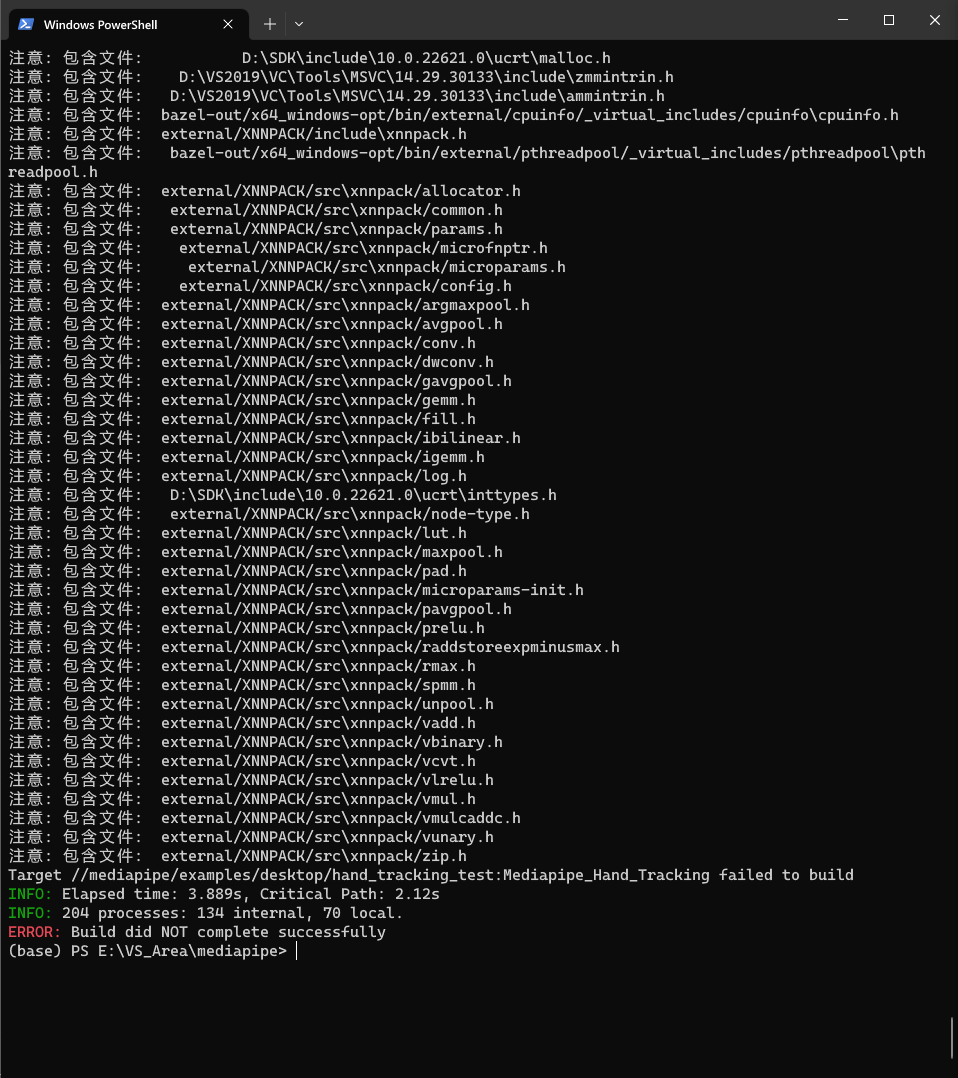 Windows PowerShell
注意: 包含文件:           D:\SDK\include\10.0.22621.0\ucrt\malloc.h
注意: 包含文件:    D:\VS2019\VC\Tools\MSVC\14.29.30133\include\zmmintrin.h
注意: 包含文件:   D:\VS2019\VC\Tools\MSVC\14.29.30133\include\ammintrin.h
注意: 包含文件:  bazel-out/x64_windows-opt/bin/external/cpuinfo/_virtual_includes/cpuinfo\cpuinfo.h
注意: 包含文件:  external/XNNPACK/include\xnnpack.h
注意: 包含文件:   bazel-out/x64_windows-opt/bin/external/pthreadpool/_virtual_includes/pthreadpool\pth
readpool.h
注意: 包含文件:  external/XNNPACK/src\xnnpack/allocator.h
注意: 包含文件:   external/XNNPACK/src\xnnpack/common.h
注意: 包含文件:   external/XNNPACK/src\xnnpack/params.h
注意: 包含文件:    external/XNNPACK/src\xnnpack/microfnptr.h
注意: 包含文件:     external/XNNPACK/src\xnnpack/microparams.h
注意: 包含文件:    external/XNNPACK/src\xnnpack/config.h
注意: 包含文件:  external/XNNPACK/src\xnnpack/argmaxpool.h
注意: 包含文件:  external/XNNPACK/src\xnnpack/avgpool.h
注意: 包含文件:  external/XNNPACK/src\xnnpack/conv.h
注意: 包含文件:  external/XNNPACK/src\xnnpack/dwconv.h
注意: 包含文件:  external/XNNPACK/src\xnnpack/gavgpool.h
注意: 包含文件:  external/XNNPACK/src\xnnpack/gemm.h
注意: 包含文件:  external/XNNPACK/src\xnnpack/fill.h
注意: 包含文件:  external/XNNPACK/src\xnnpack/ibilinear.h
注意: 包含文件:  external/XNNPACK/src\xnnpack/igemm.h
注意: 包含文件:  external/XNNPACK/src\xnnpack/log.h
注意: 包含文件:   D:\SDK\include\10.0.22621.0\ucrt\inttypes.h
注意: 包含文件:   external/XNNPACK/src\xnnpack/node-type.h
注意: 包含文件:  external/XNNPACK/src\xnnpack/lut.h
注意: 包含文件:  external/XNNPACK/src\xnnpack/maxpool.h
注意: 包含文件:  external/XNNPACK/src\xnnpack/pad.h
注意: 包含文件:  external/XNNPACK/src\xnnpack/microparams-init.h
注意: 包含文件:  external/XNNPACK/src\xnnpack/pavgpool.h
注意: 包含文件:  external/XNNPACK/src\xnnpack/prelu.h
注意: 包含文件:  external/XNNPACK/src\xnnpack/raddstoreexpminusmax.h
注意: 包含文件:  external/XNNPACK/src\xnnpack/rmax.h
注意: 包含文件:  external/XNNPACK/src\xnnpack/spmm.h
注意: 包含文件:  external/XNNPACK/src\xnnpack/unpool.h
注意: 包含文件:  external/XNNPACK/src\xnnpack/vadd.h
注意: 包含文件:  external/XNNPACK/src\xnnpack/vbinary.h
注意: 包含文件:  external/XNNPACK/src\xnnpack/vcvt.h
注意: 包含文件:  external/XNNPACK/src\xnnpack/vlrelu.h
注意: 包含文件:  external/XNNPACK/src\xnnpack/vmul.h
注意: 包含文件:  external/XNNPACK/src\xnnpack/vmulcaddc.h
注意: 包含文件:  external/XNNPACK/src\xnnpack/vunary.h
注意: 包含文件:  external/XNNPACK/src\xnnpack/zip.h
Target //mediapipe/examples/desktop/hand_tracking_test:Mediapipe_Hand_Tracking failed to build
INFO: Elapsed time: 3.889s, Critical Path: 2.12s
INFO: 204 processes: 134 internal, 70 local.
ERROR: Build did NOT complete successfully
(base) PS E:\VS_Area\mediapipe>